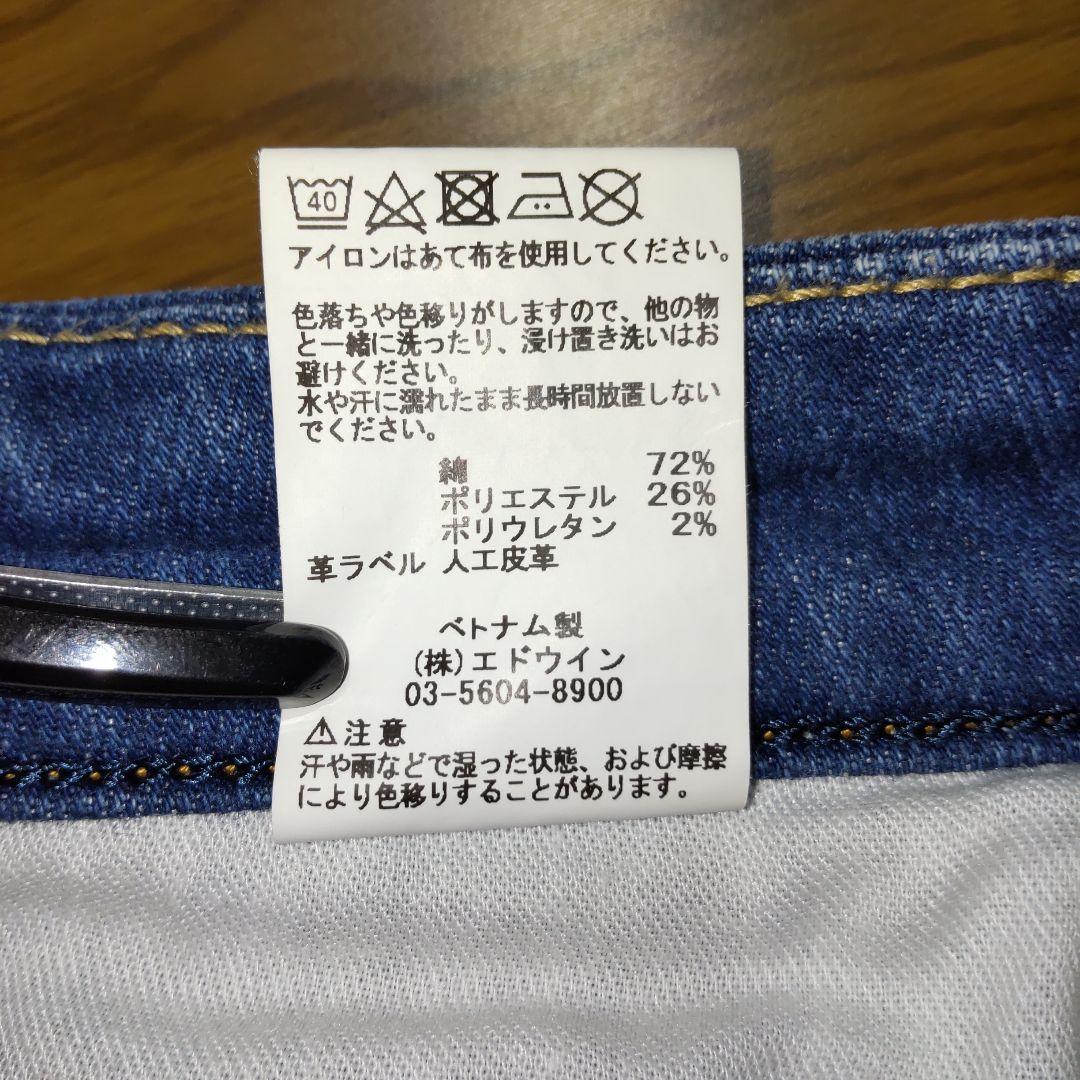 40
アイロンはあて布を使用してください。
色落ちや色移りがしますので、他の物
と一緒に洗ったり、浸け置き洗いはお
避けください。
水や汗に濡れたまま長時間放置しない
でください。
綿 72%
ポリエステル 26%
ポリウレタン 2%
革ラベル 人工皮革
ベトナム製
(株)エドウイン
03-5604-8900
⚠注意
汗や雨などで湿った状態、および摩擦
により色移りすることがあります。